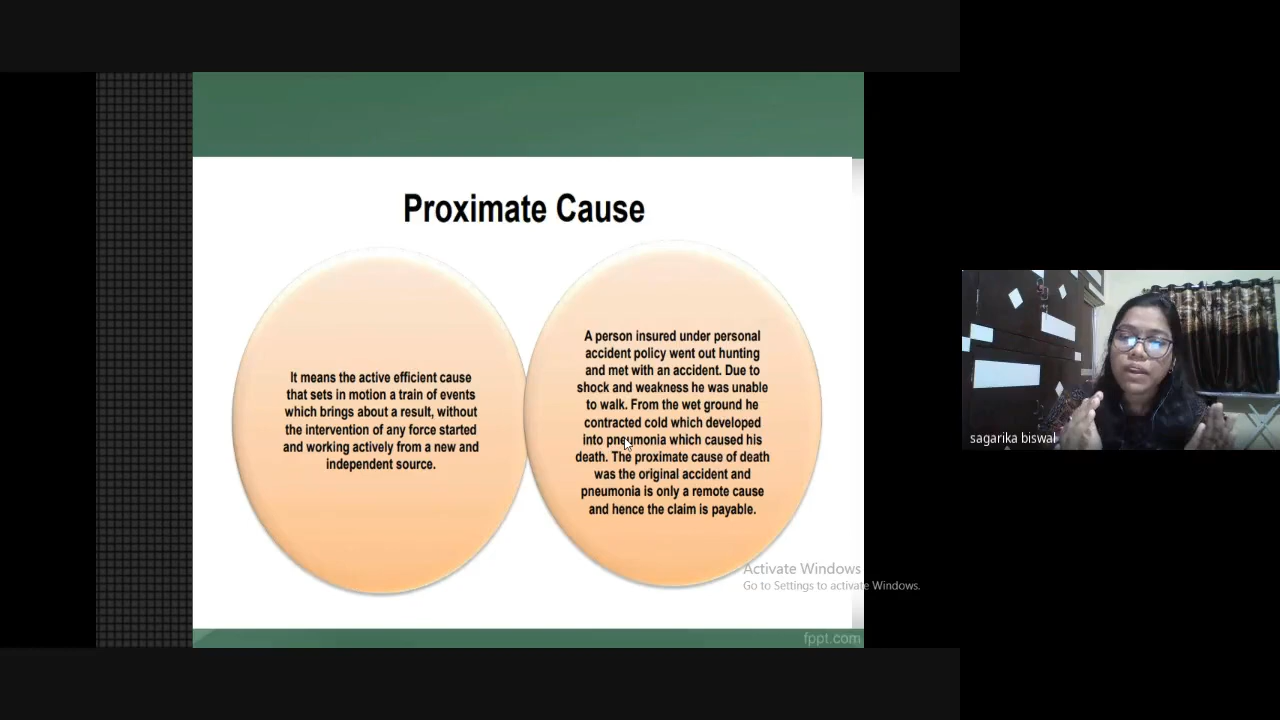 Proximate Cause
It means the active efficient cause
that sets in motion a train of events
which brings about a result, without
the intervention of any force started
and working actively from a new and
independent source.
A person insured under personal
accident policy went out hunting
and met with an accident. Due to
shock and weakness he was unable
to walk. From the wet ground he
contracted cold which developed
into pneumonia which caused his
death. The proximate cause of death
was the original accident and
pneumonia is only a remote cause
and hence the claim is payable.
sagarika biswal
Activate Windows
Go to Settings to activate Windows.
fppt.com